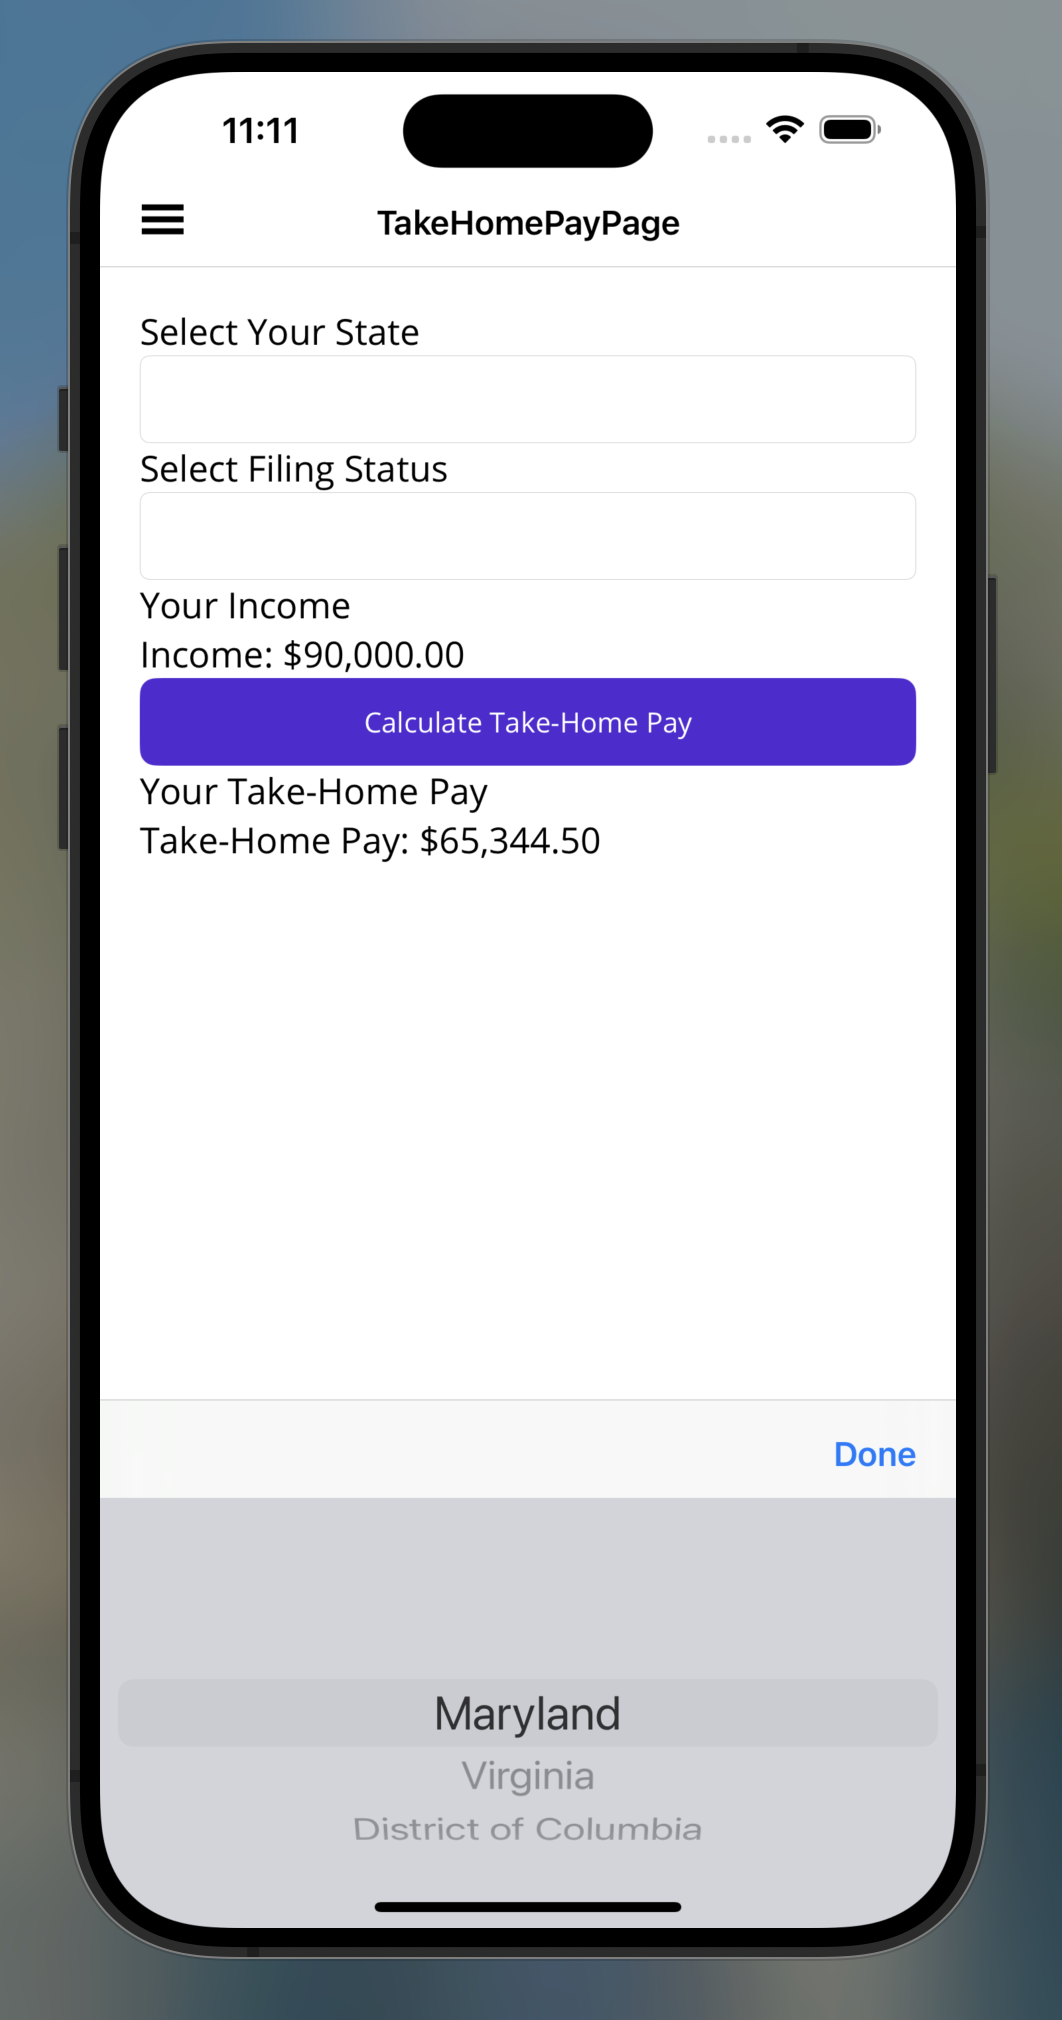 11:11
TakeHomePayPage
Select Your State
Select Filing Status
Your Income
Income: $90,000.00
Calculate Take-Home Pay
Your Take-Home Pay
Take-Home Pay: $65,344.50
Done
Maryland
Virginia
District of Columbia